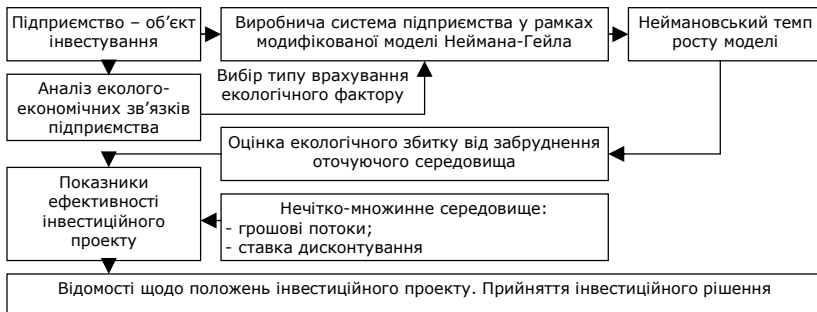 Підприємство – об’єкт
інвестування
Виробнича система підприємства у рамках
модифікованої моделі Неймана-Гейла
Неймановський темп
росту моделі
Аналіз еколого-
економічних зв’язків
підприємства
Вибір типу врахування
екологічного фактору
Оцінка екологічного збитку від забруднення
оточуючого середовища
Показники
ефективності
інвестиційного
проекту
Нечітко-множинне середовище:
- грошові потоки;
- ставка дисконтування
Відомості щодо положень інвестиційного проекту. Прийняття інвестиційного рішення